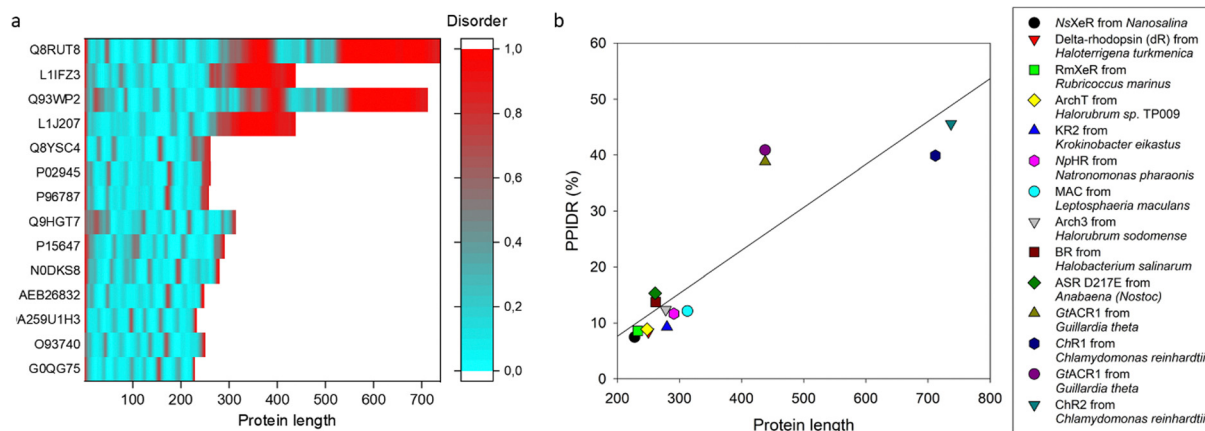 a
Disorder
Q8RUT8
L1IFZ3
Q93WP2
L1J207
Q8YSC4
P02945
P96787
Q9HGT7
P15647
N0DKS8
AEB26832
A259U1H3
O93740
G0QG75
1,0
0,8
0,6
0,4
0,2
0,0
100 200 300 400 500 600 700
Protein length
b
PPIDR (%)
60
50
40
30
20
10
0
200 300 400 500 600 700 800
Protein length
NsXeR from Nanosalina
Delta-rhodopsin (dR) from
Haloterrigena turkmenica
RmXeR from
Rubricoccus marinus
ArchT from
Halorubrum sp. TP009
KR2 from
Krokinobacter eikastus
NpHR from
Natronomonas pharaonis
MAC from
Leptosphaeria maculans
Arch3 from
Halorubrum sodomense
BR from
Halobacterium salinarum
ASR D217E from
Anabaena (Nostoc)
GtACR1 from
Guillardia theta
ChR1 from
Chlamydomonas reinhardtii
GtACR1 from
Guillardia theta
ChR2 from
Chlamydomonas reinhardtii